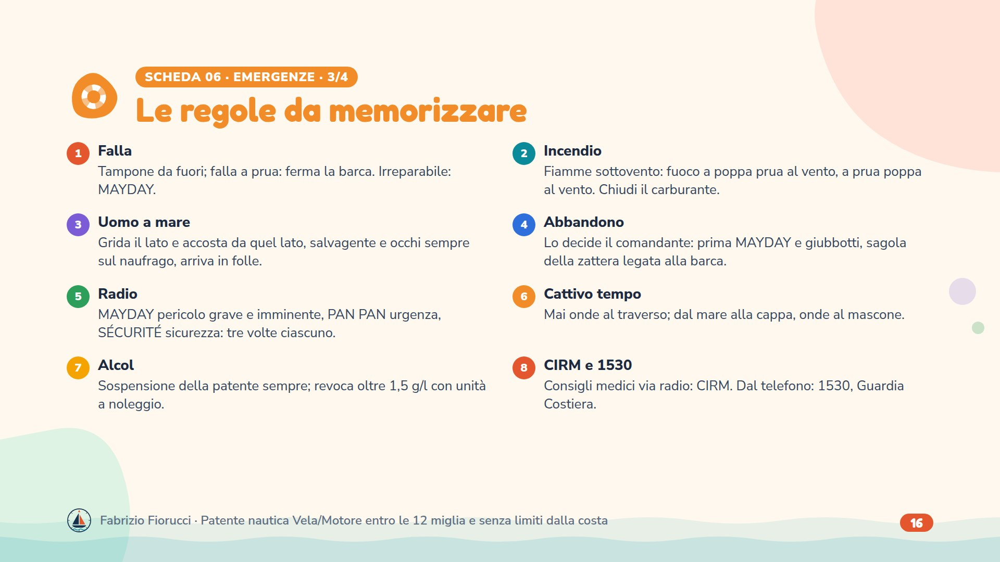 SCHEDA 06 · EMERGENZE · 3/4
Le regole da memorizzare
1 Falla
Tampone da fuori; falla a prua: ferma la barca. Irreparabile:
MAYDAY.
2 Incendio
Fiamme sottovento: fuoco a poppa prua al vento, a prua poppa
al vento. Chiudi il carburante.
3 Uomo a mare
Grida il lato e accosta da quel lato, salvagente e occhi sempre
sul naufrago, arriva in folle.
4 Abbandono
Lo decide il comandante: prima MAYDAY e giubbotti, sagola
della zattera legata alla barca.
5 Radio
MAYDAY pericolo grave e imminente, PAN PAN urgenza,
SÉCURITÉ sicurezza: tre volte ciascuno.
6 Cattivo tempo
Mai onde al traverso; dal mare alla cappa, onde al mascone.
7 Alcol
Sospensione della patente sempre; revoca oltre 1,5 g/l con unità
a noleggio.
8 CIRM e 1530
Consigli medici via radio: CIRM. Dal telefono: 1530, Guardia
Costiera.
Fabrizio Fiorucci · Patente nautica Vela/Motore entro le 12 miglia e senza limiti dalla costa
16